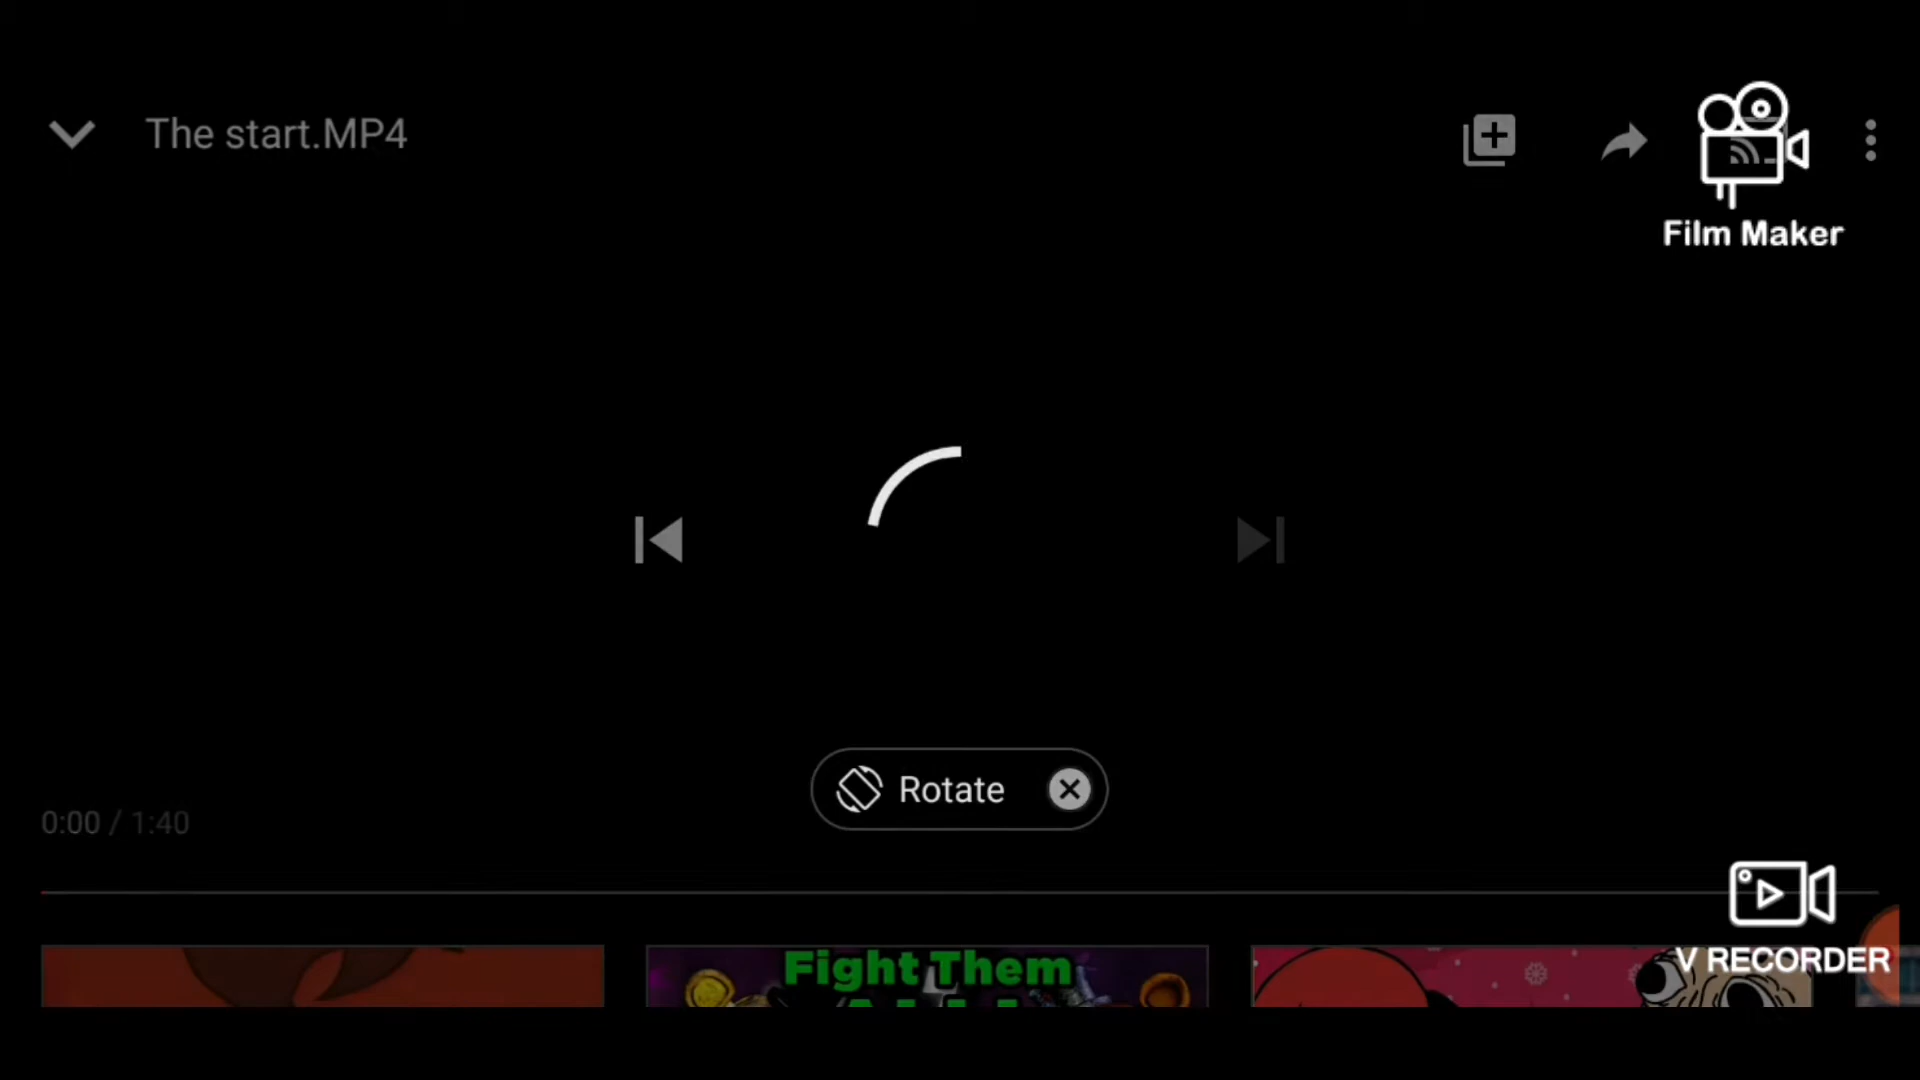 The start.MP4
Film Maker
Rotate
0:00 / 1:40
V RECORDER
Fight Them